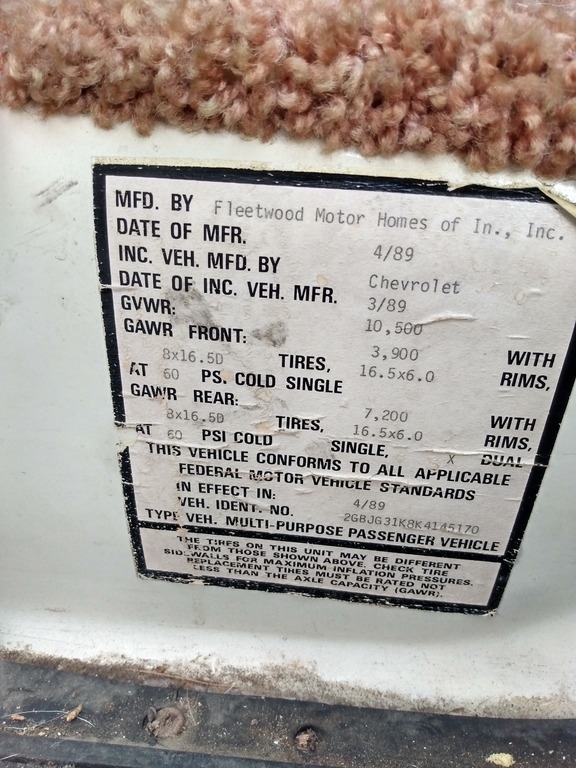 MFD. BY Fleetwood Motor Homes of In., Inc.
DATE OF MFR. 4/89
INC. VEH. MFD. BY Chevrolet
DATE OF INC. VEH. MFR. 3/89
GVWR: 10,500
GAWR FRONT: 3,900 WITH
8x16.5D TIRES, 16.5x6.0 RIMS,
AT 60 PS. COLD SINGLE
GAWR REAR: 7,200 WITH
8x16.5D TIRES, 16.5x6.0 RIMS,
AT 60 PSI COLD SINGLE, X DUAL
THIS VEHICLE CONFORMS TO ALL APPLICABLE
FEDERAL MOTOR VEHICLE STANDARDS
IN EFFECT IN: 4/89
VEH. IDENT. NO. 2GBJG31K8K4145170
TYPE VEH. MULTI-PURPOSE PASSENGER VEHICLE
THE TIRES ON THIS UNIT MAY BE DIFFERENT
FROM THOSE SHOWN ABOVE. CHECK TIRE
SIDEWALLS FOR MAXIMUM INFLATION PRESSURES.
REPLACEMENT TIRES MUST BE RATED NOT
LESS THAN THE AXLE CAPACITY (GAWR).